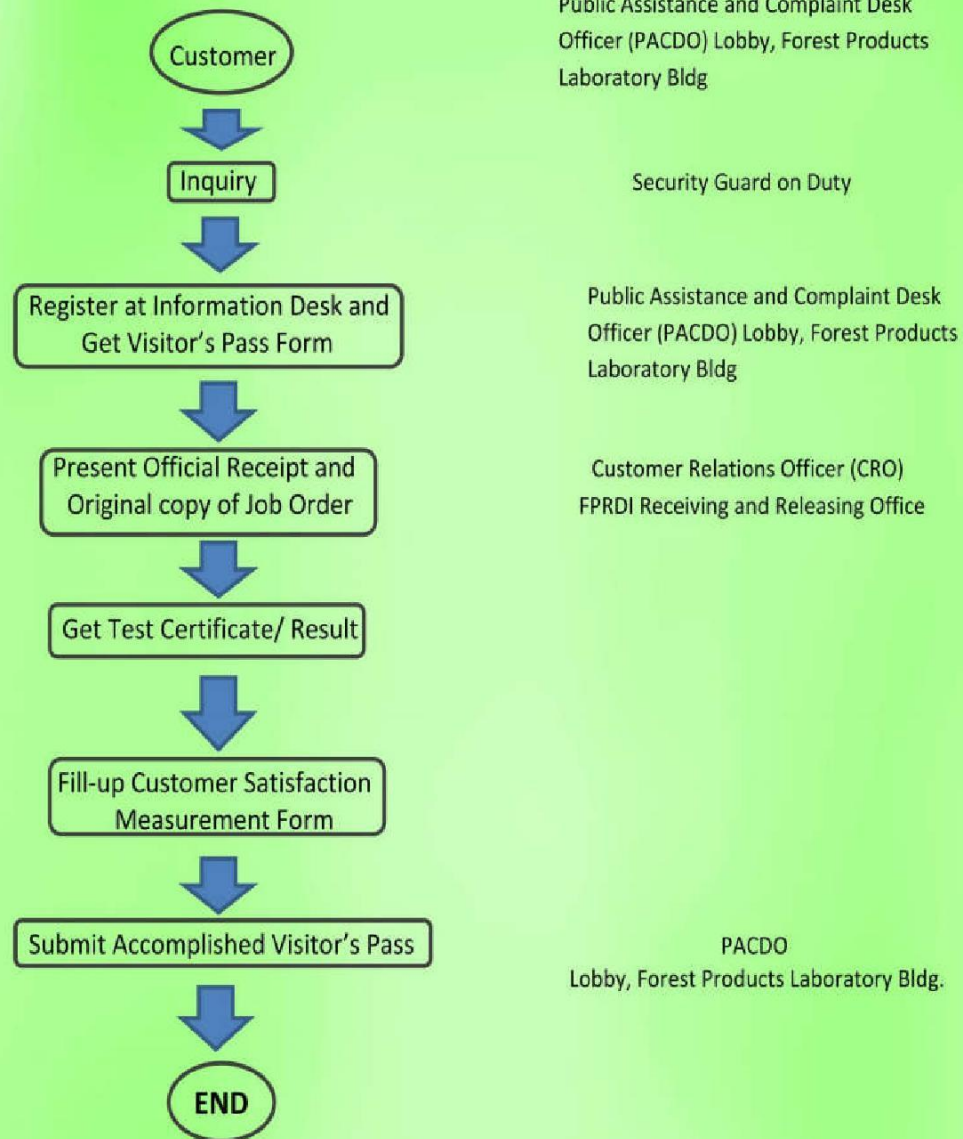 Public Assistance and Complaint Desk
Officer (PACDO) Lobby, Forest Products
Laboratory Bldg
Customer
Inquiry
Security Guard on Duty
Register at Information Desk and
Get Visitor's Pass Form
Public Assistance and Complaint Desk
Officer (PACDO) Lobby, Forest Products
Laboratory Bldg
Present Official Receipt and
Original copy of Job Order
Customer Relations Officer (CRO)
FPRDI Receiving and Releasing Office
Get Test Certificate/ Result
Fill-up Customer Satisfaction
Measurement Form
Submit Accomplished Visitor's Pass
PACDO
Lobby, Forest Products Laboratory Bldg.
END